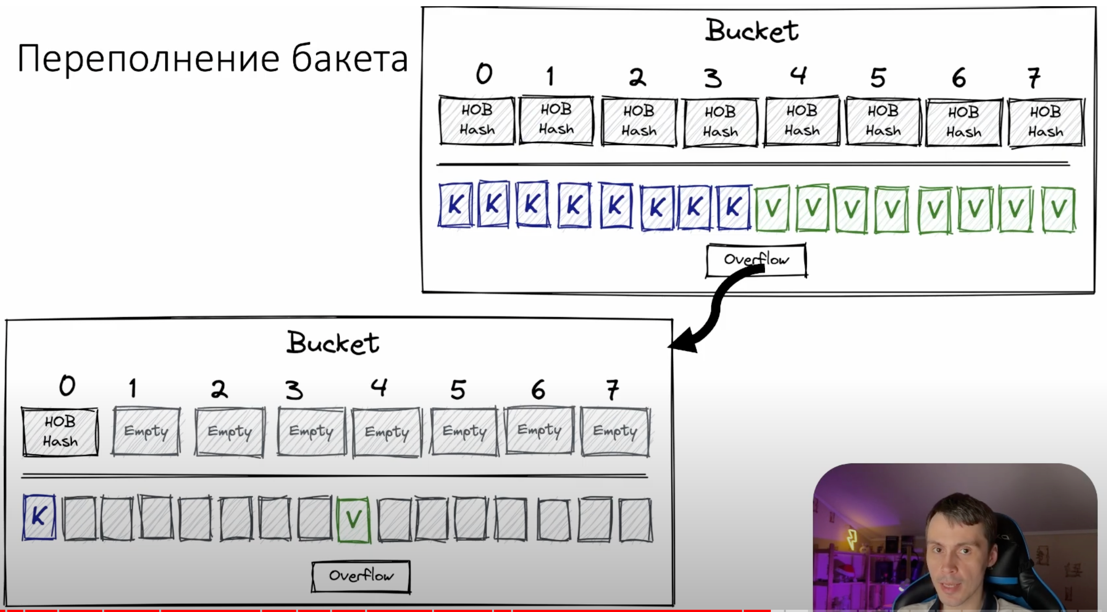 Переполнение бакета
Bucket
0 1 2 3 4 5 6 7
HOB Hash HOB Hash HOB Hash HOB Hash HOB Hash HOB Hash HOB Hash HOB Hash
K K K K K K K K V V V V V V V V
Overflow
Bucket
0 1 2 3 4 5 6 7
HOB Hash Empty Empty Empty Empty Empty Empty Empty
K V
Overflow